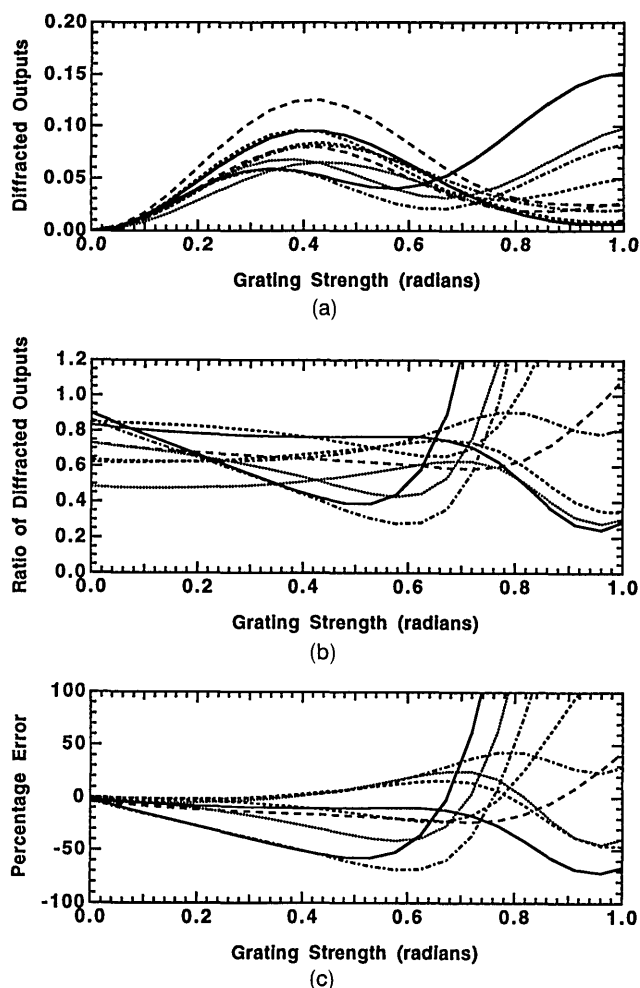 0.20
0.15
0.10
0.05
0.00
Diffracted Outputs
0.0 0.2 0.4 0.6 0.8 1.0
Grating Strength (radians)
(a)
1.2
1.0
0.8
0.6
0.4
0.2
0.0
Ratio of Diffracted Outputs
0.0 0.2 0.4 0.6 0.8 1.0
Grating Strength (radians)
(b)
100
50
0
-50
-100
Percentage Error
0.0 0.2 0.4 0.6 0.8 1.0
Grating Strength (radians)
(c)